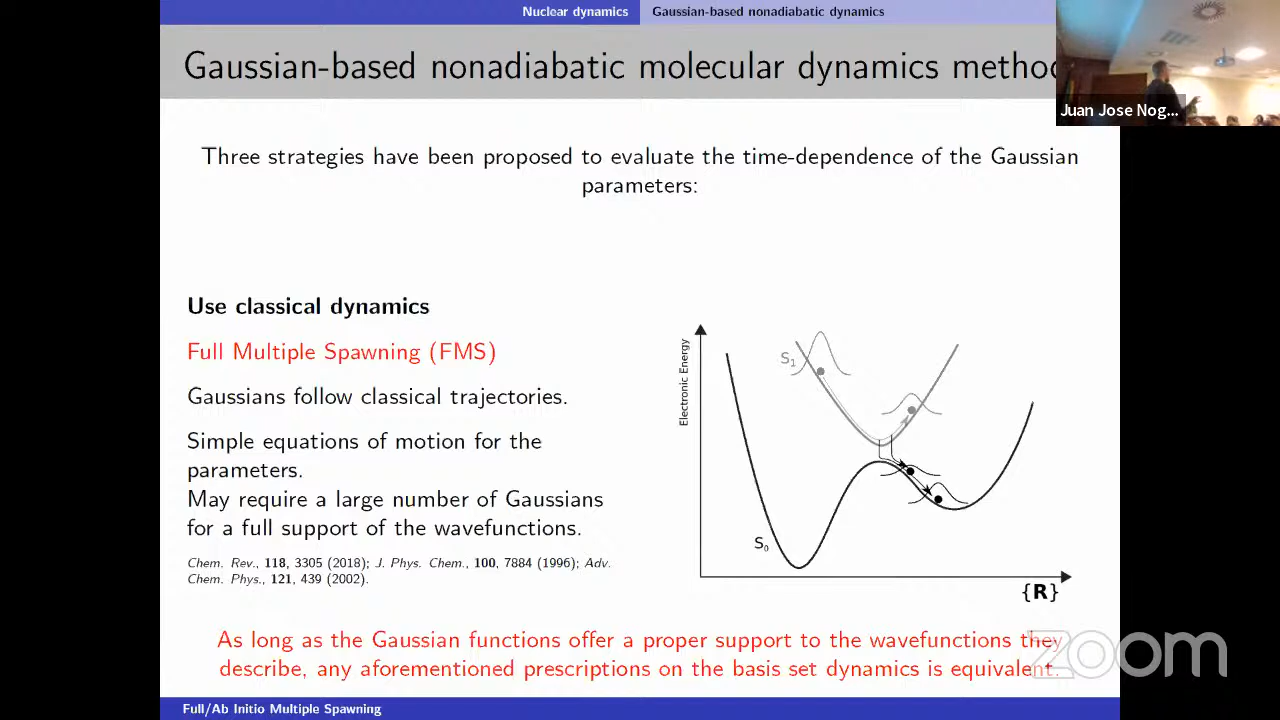 Nuclear dynamics
Gaussian-based nonadiabatic dynamics
Gaussian-based nonadiabatic molecular dynamics method
Juan Jose Nog...
Three strategies have been proposed to evaluate the time-dependence of the Gaussian
parameters:
Use classical dynamics
Full Multiple Spawning (FMS)
Gaussians follow classical trajectories.
Simple equations of motion for the
parameters.
May require a large number of Gaussians
for a full support of the wavefunctions.
Chem. Rev., 118, 3305 (2018); J. Phys. Chem., 100, 7884 (1996); Adv.
Chem. Phys., 121, 439 (2002).
Electronic Energy
S1
S0
{R}
As long as the Gaussian functions offer a proper support to the wavefunctions they
describe, any aforementioned prescriptions on the basis set dynamics is equivalent.
zoom
Full/Ab Initio Multiple Spawning